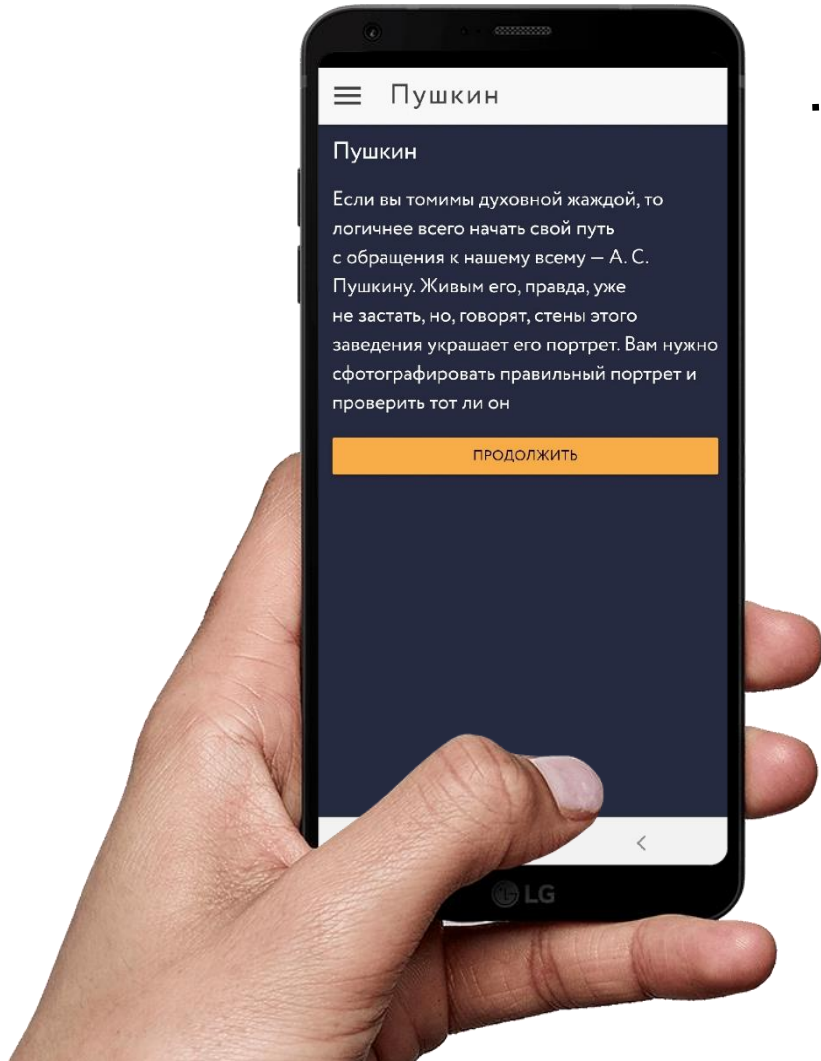 Пушкин
Пушкин
Если вы томимы духовной жаждой, то
логичнее всего начать свой путь
с обращения к нашему всему — А. С.
Пушкину. Живым его, правда, уже
не застать, но, говорят, стены этого
заведения украшает его портрет. Вам нужно
сфотографировать правильный портрет и
проверить тот ли он
ПРОДОЛЖИТЬ
LG